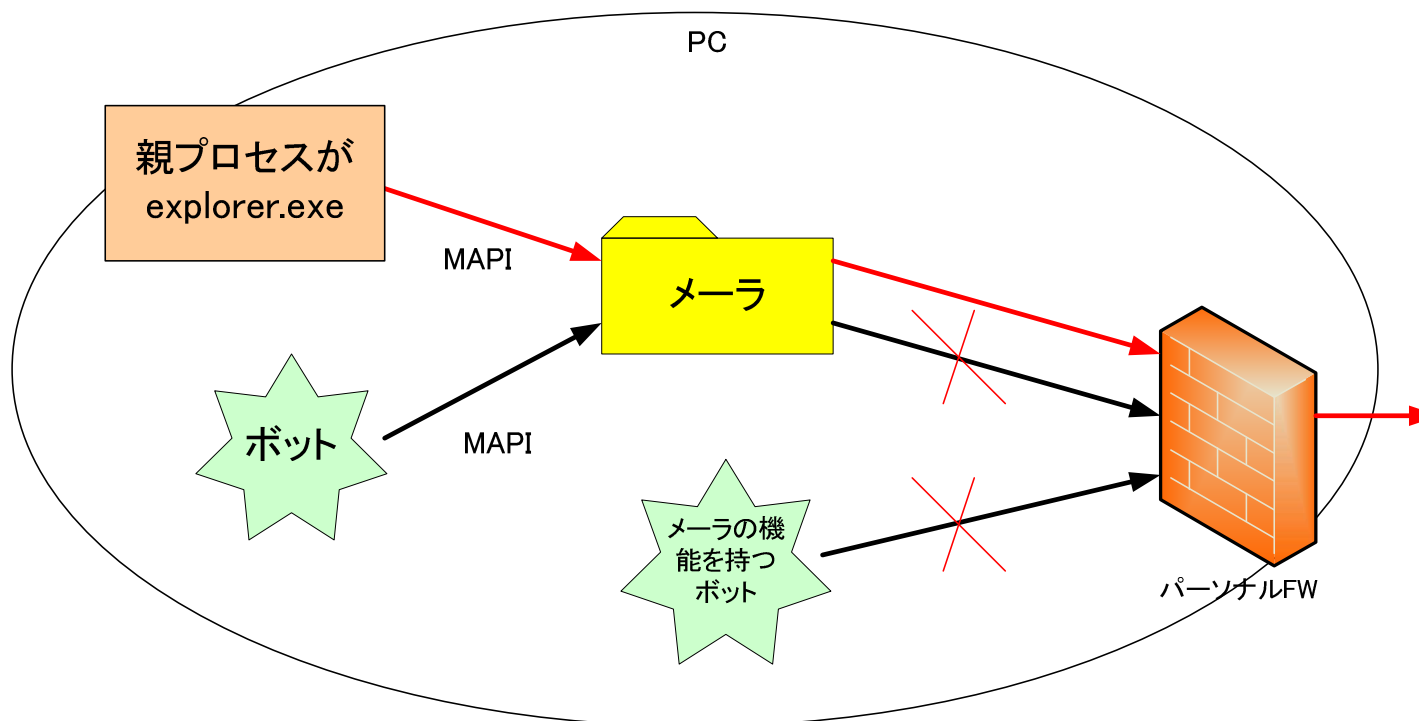 PC
親プロセスが
explorer.exe
MAPI
メーラ
ボット
MAPI
メーラの機
能を持つ
ボット
パーソナルFW